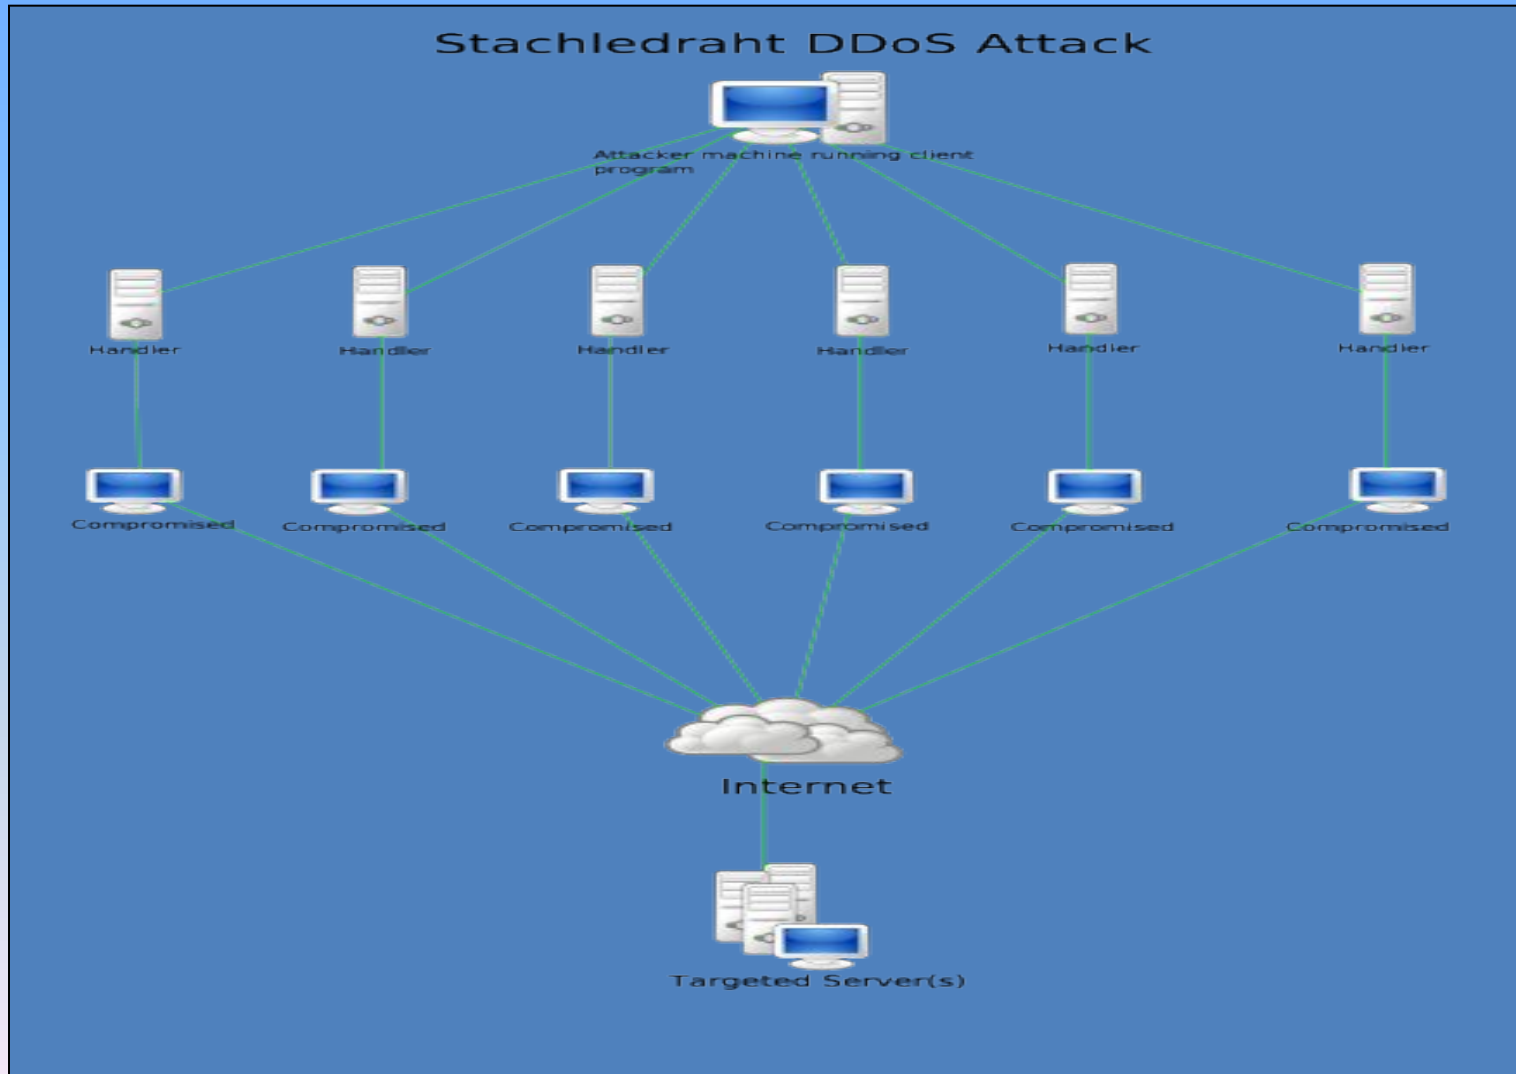 Stachledraht DDoS Attack
Attacker machine running client
program
Handler
Handler
Handler
Handler
Handler
Handler
Compromised
Compromised
Compromised
Compromised
Compromised
Compromised
Internet
Targeted Server(s)